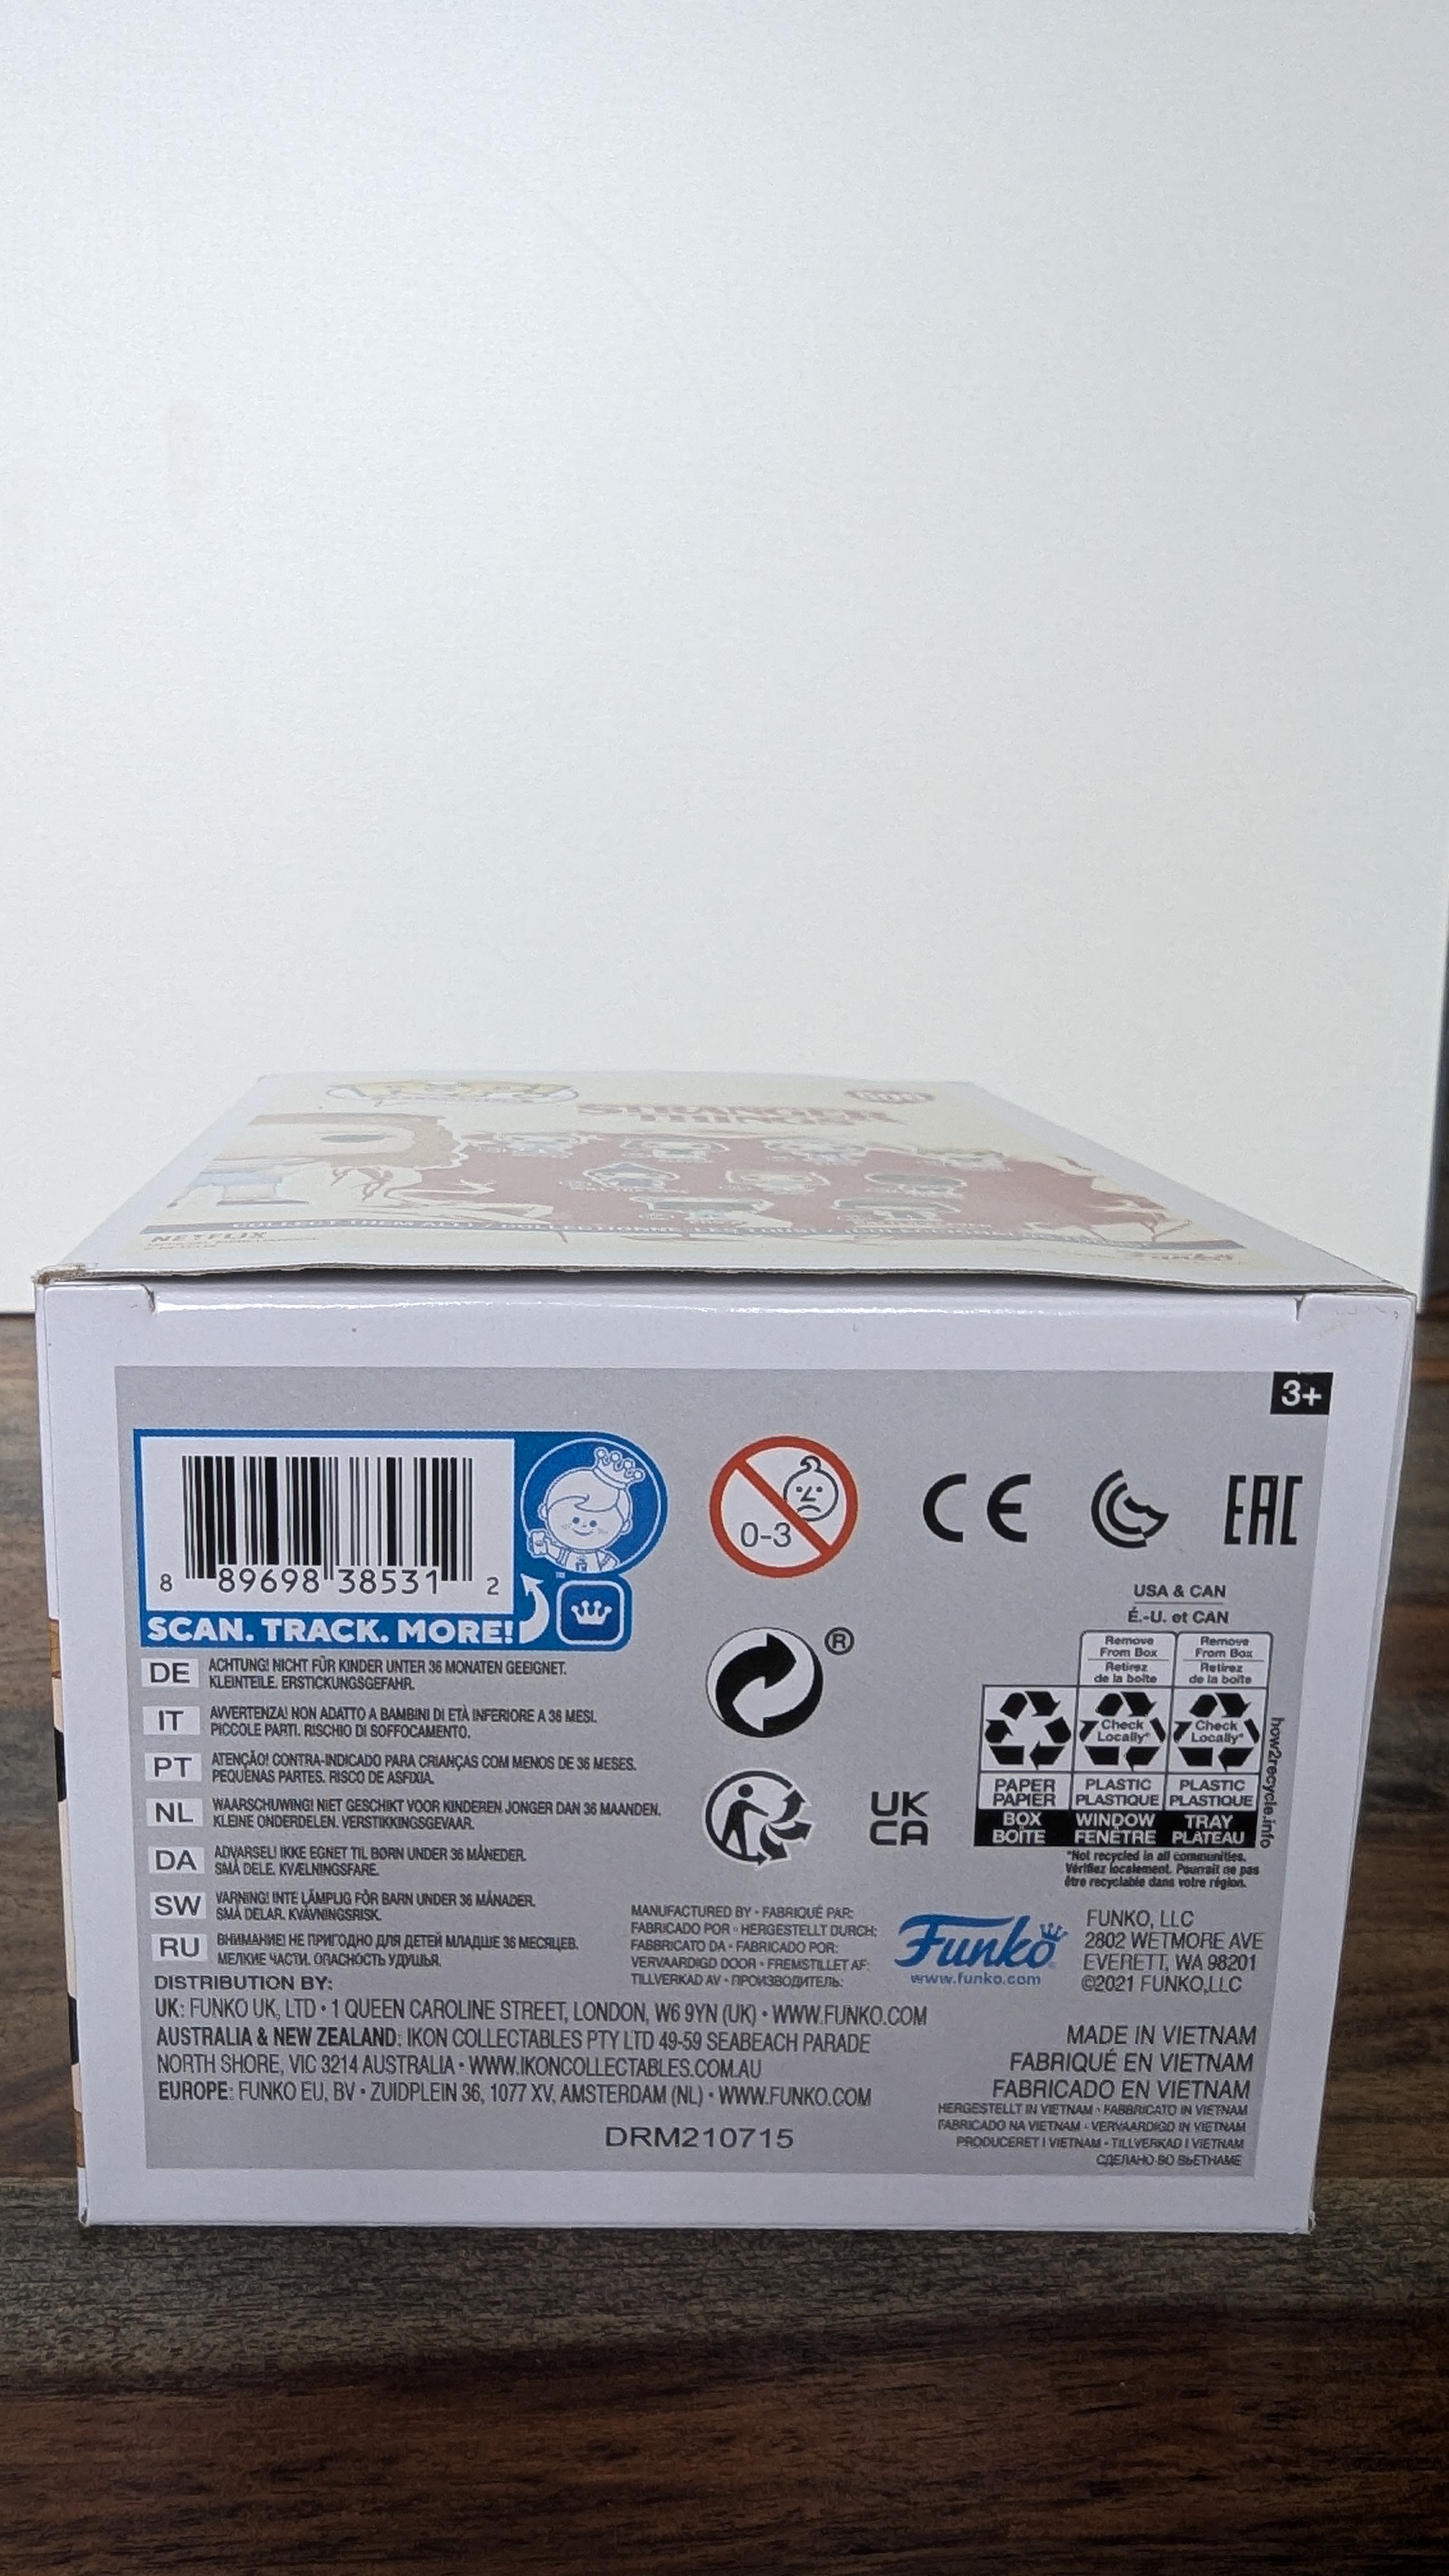 POP!
STRANGER
THINGS
806
COLLECT THEM ALL! / COLLECTIONNE
NETFLIX
Funko
3+
8 89698 38531 2
SCAN. TRACK. MORE!
™
0-3
CE
EAC
®
UK
CA
USA & CAN
É.-U. et CAN
Remove From Box
Retirez de la boîte
Remove From Box
Retirez de la boîte
Check Locally*
Check Locally*
PAPER PAPIER
PLASTIC PLASTIQUE
PLASTIC PLASTIQUE
BOX BOÎTE
WINDOW FENÊTRE
TRAY PLATEAU
how2recycle.info
*Not recycled in all communities.
Vérifiez localement. Pourrait ne pas
être recyclable dans votre région.
DE ACHTUNG! NICHT FÜR KINDER UNTER 36 MONATEN GEEIGNET.
KLEINTEILE. ERSTICKUNGSGEFAHR.
IT AVVERTENZA! NON ADATTO A BAMBINI DI ETÀ INFERIORE A 36 MESI.
PICCOLE PARTI. RISCHIO DI SOFFOCAMENTO.
PT ATENÇÃO! CONTRA-INDICADO PARA CRIANÇAS COM MENOS DE 36 MESES.
PEQUENAS PARTES. RISCO DE ASFIXIA.
NL WAARSCHUWING! NIET GESCHIKT VOOR KINDEREN JONGER DAN 36 MAANDEN.
KLEINE ONDERDELEN. VERSTIKKINGSGEVAAR.
DA ADVARSEL! IKKE EGNET TIL BØRN UNDER 36 MÅNEDER.
SMÅ DELE. KVÆLNINGSFARE.
SW VARNING! INTE LÄMPLIG FÖR BARN UNDER 36 MÅNADER.
SMÅ DELAR. KVÄVNINGSRISK.
RU ВНИМАНИЕ! НЕ ПРИГОДНО ДЛЯ ДЕТЕЙ МЛАДШЕ 36 МЕСЯЦЕВ.
МЕЛКИЕ ЧАСТИ. ОПАСНОСТЬ УДУШЬЯ.
MANUFACTURED BY • FABRIQUÉ PAR:
FABRICADO POR • HERGESTELLT DURCH:
FABBRICATO DA • FABRICADO POR:
VERVAARDIGD DOOR • FREMSTILLET AF:
TILLVERKAD AV • ПРОИЗВОДИТЕЛЬ:
Funko
www.funko.com
FUNKO, LLC
2802 WETMORE AVE
EVERETT, WA 98201
©2021 FUNKO,LLC
DISTRIBUTION BY:
UK: FUNKO UK, LTD • 1 QUEEN CAROLINE STREET, LONDON, W6 9YN (UK) • WWW.FUNKO.COM
AUSTRALIA & NEW ZEALAND: IKON COLLECTABLES PTY LTD 49-59 SEABEACH PARADE
NORTH SHORE, VIC 3214 AUSTRALIA • WWW.IKONCOLLECTABLES.COM.AU
EUROPE: FUNKO EU, BV • ZUIDPLEIN 36, 1077 XV, AMSTERDAM (NL) • WWW.FUNKO.COM
MADE IN VIETNAM
FABRIQUÉ EN VIETNAM
FABRICADO EN VIETNAM
HERGESTELLT IN VIETNAM • FABBRICATO IN VIETNAM
FABRICADO NA VIETNAM • VERVAARDIGD IN VIETNAM
PRODUCERET I VIETNAM • TILLVERKAD I VIETNAM
СДЕЛАНО ВО ВЬЕТНАМЕ
DRM210715